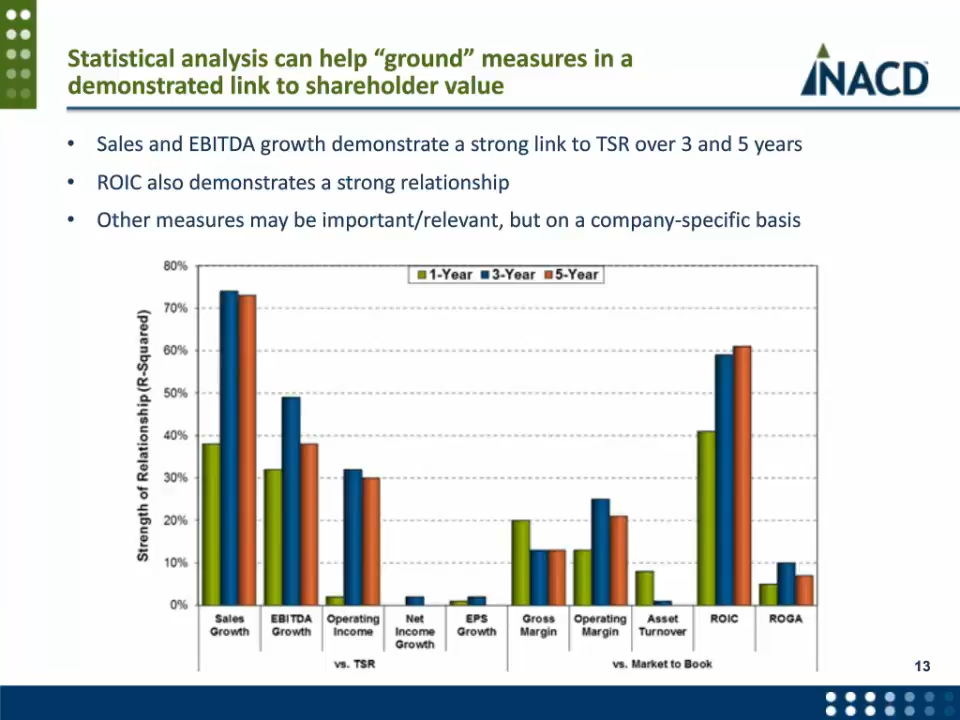 Statistical analysis can help “ground” measures in a
demonstrated link to shareholder value
NACD
• Sales and EBITDA growth demonstrate a strong link to TSR over 3 and 5 years
• ROIC also demonstrates a strong relationship
• Other measures may be important/relevant, but on a company-specific basis
1-Year 3-Year 5-Year
Strength of Relationship (R-Squared)
80%
70%
60%
50%
40%
30%
20%
10%
0%
Sales Growth
EBITDA Growth
Operating Income
Net Income Growth
EPS Growth
Gross Margin
Operating Margin
Asset Turnover
ROIC
ROGA
vs. TSR
vs. Market to Book
13